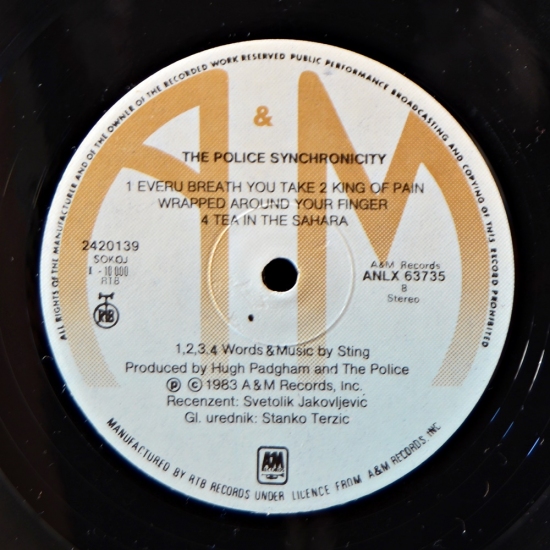 ALL RIGHTS OF THE MANUFACTURER AND OF THE OWNER OF THE RECORDED WORK RESERVED PUBLIC PERFORMANCE BROADCASTING AND COPYING OF THIS RECORD PROHIBITED
A & M
THE POLICE SYNCHRONICITY
1 EVERU BREATH YOU TAKE 2 KING OF PAIN
WRAPPED AROUND YOUR FINGER
4 TEA IN THE SAHARA
2420139
SOKOJ
I - 10 000
RTB
RTB
A&M Records
ANLX 63735
B
Stereo
1,2,3,4 Words & Music by Sting
Produced by Hugh Padgham and The Police
Ⓟ © 1983 A & M Records, Inc.
Recenzent: Svetolik Jakovljević
Gl. urednik: Stanko Terzic
A&M
MANUFACTURED BY RTB RECORDS UNDER LICENCE FROM A&M RECORDS INC